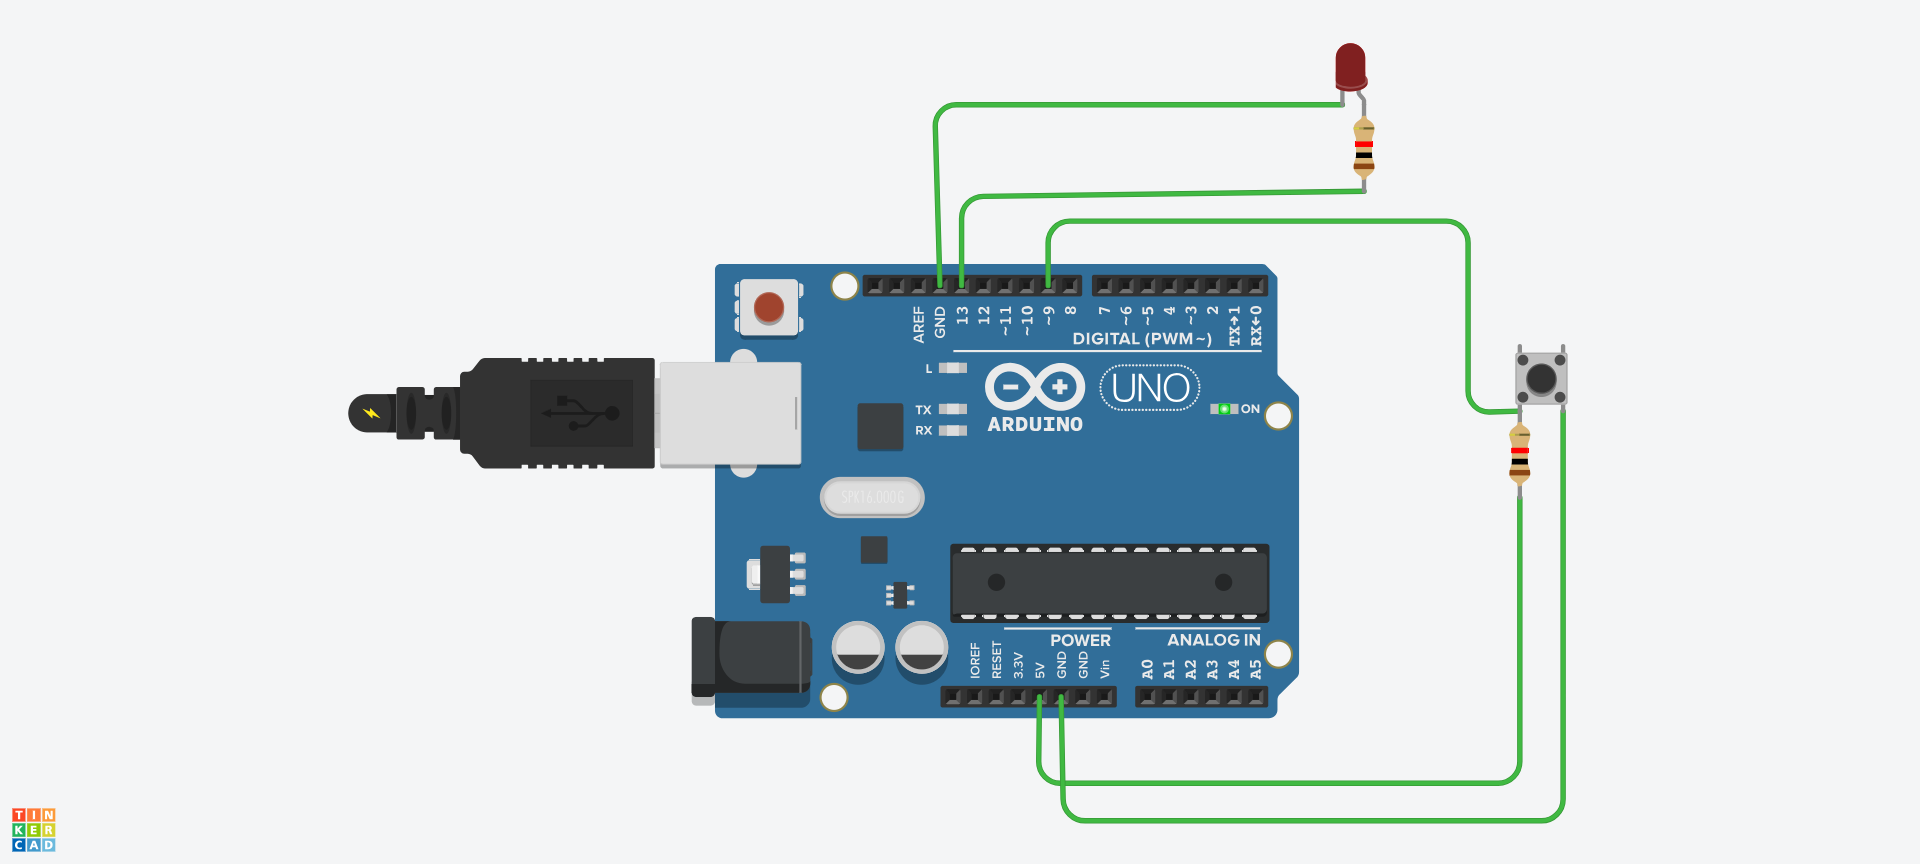 AREF
GND
13
12
~11
~10
~9
8
7
~6
~5
4
~3
2
TX→1
RX←0
DIGITAL (PWM~)
L
TX
RX
UNO
ON
ARDUINO
SPK16.000G
POWER
ANALOG IN
IOREF
RESET
3.3V
5V
GND
GND
Vin
A0
A1
A2
A3
A4
A5
TIN
KER
CAD